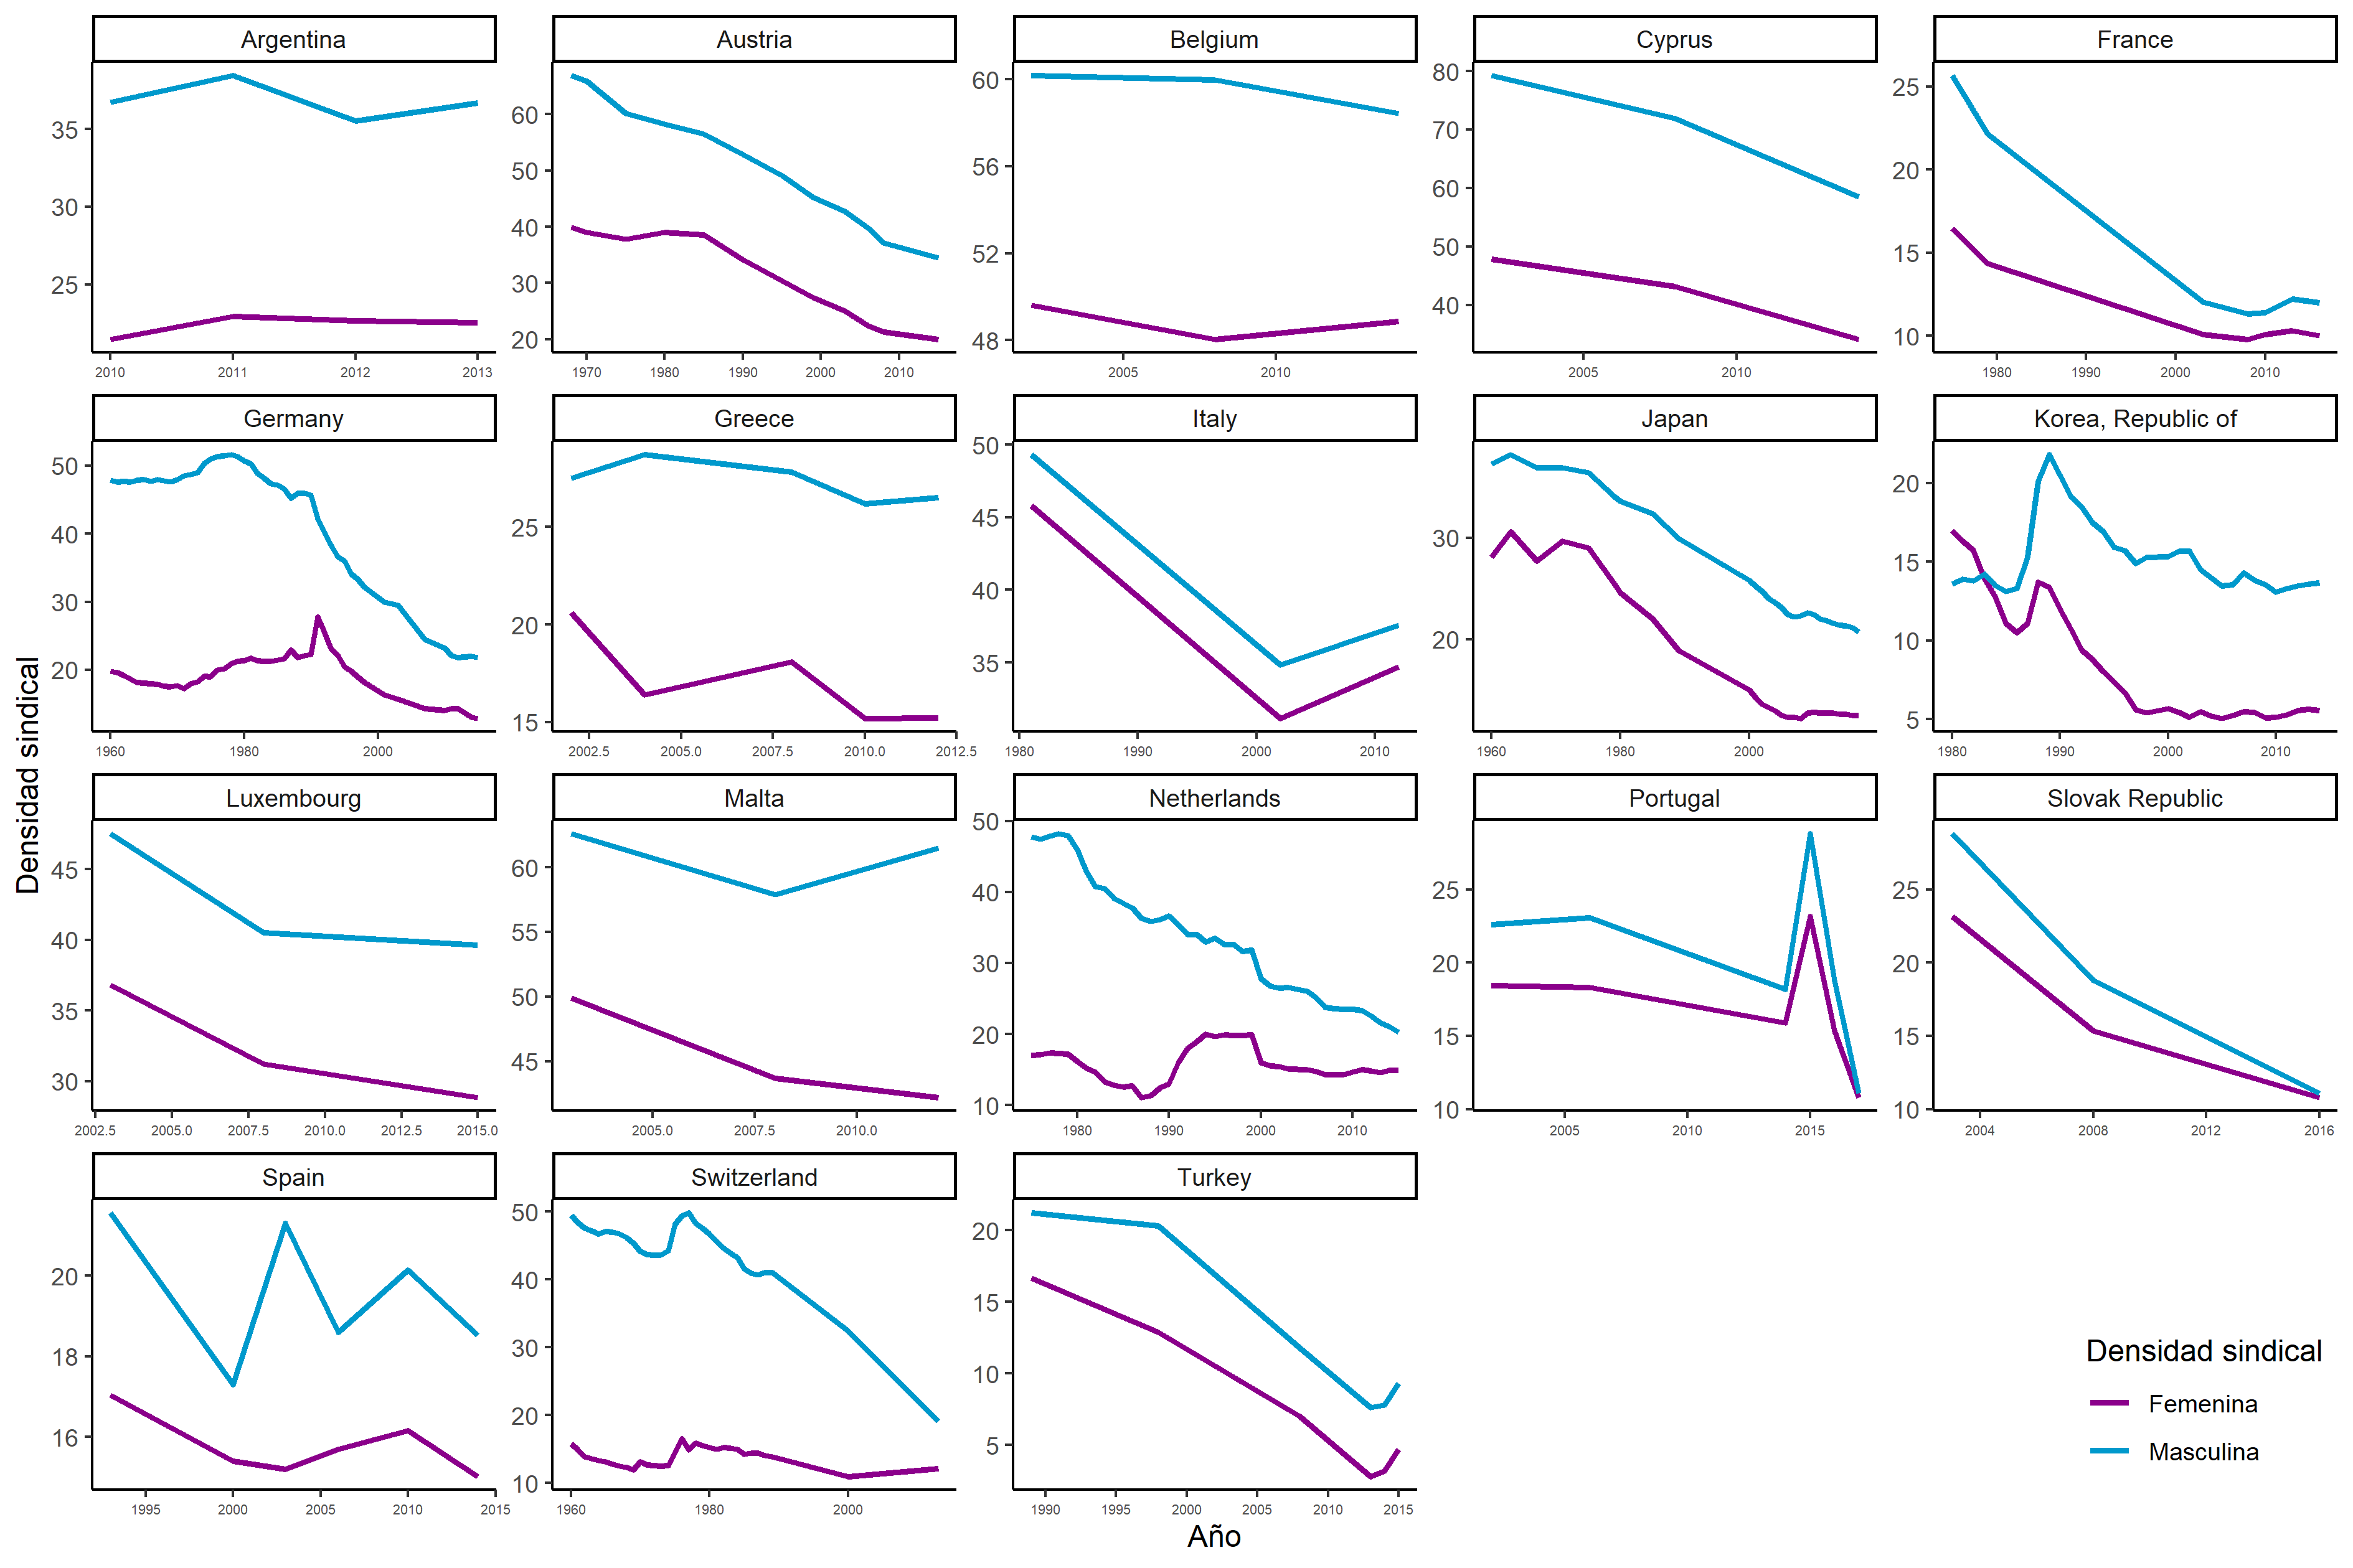 Argentina Austria Belgium Cyprus France
35 30 25
60 50 40 30 20
60 56 52 48
80 70 60 50 40
25 20 15 10
2010 2011 2012 2013
1970 1980 1990 2000 2010
2005 2010
2005 2010
1980 1990 2000 2010
Germany Greece Italy Japan Korea, Republic of
50 40 30 20
25 20 15
50 45 40 35
30 20
20 15 10 5
1960 1980 2000
2002.5 2005.0 2007.5 2010.0 2012.5
1980 1990 2000 2010
1960 1980 2000
1980 1990 2000 2010
Densidad sindical
Luxembourg Malta Netherlands Portugal Slovak Republic
45 40 35 30
60 55 50 45
50 40 30 20 10
25 20 15 10
25 20 15 10
2002.5 2005.0 2007.5 2010.0 2012.5 2015.0
2005.0 2007.5 2010.0
1980 1990 2000 2010
2005 2010 2015
2004 2008 2012 2016
Spain Switzerland Turkey
20 18 16
50 40 30 20 10
20 15 10 5
1995 2000 2005 2010 2015
1960 1980 2000
1990 1995 2000 2005 2010 2015
Año
Densidad sindical
Femenina
Masculina